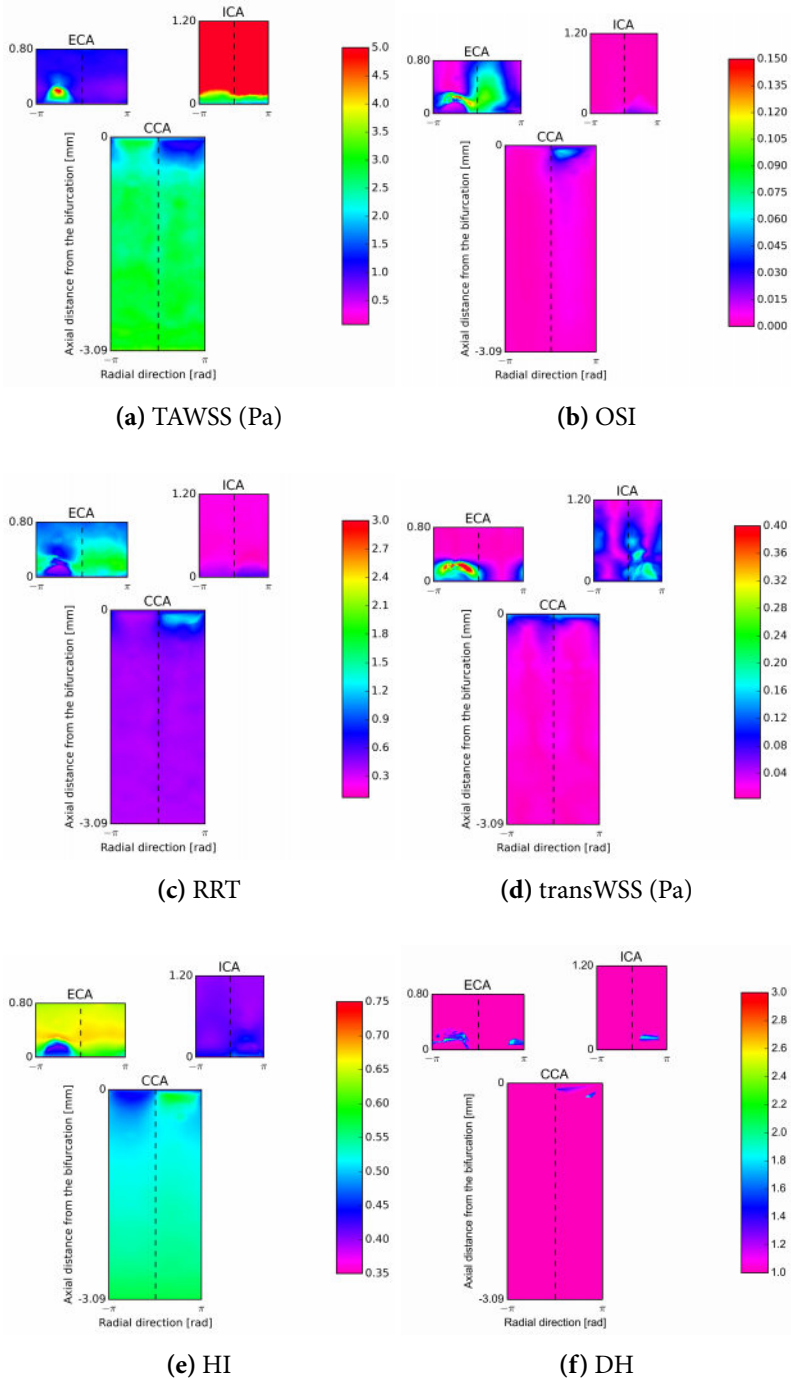 ECA
ICA
0.80
1.20
0
0
−π
π
−π
π
CCA
0
-3.09
−π
π
Axial distance from the bifurcation [mm]
Radial direction [rad]
5.0
4.5
4.0
3.5
3.0
2.5
2.0
1.5
1.0
0.5
(a) TAWSS (Pa)
ECA
ICA
0.80
1.20
0
0
−π
π
−π
π
CCA
0
-3.09
−π
π
Axial distance from the bifurcation [mm]
Radial direction [rad]
0.150
0.135
0.120
0.105
0.090
0.075
0.060
0.045
0.030
0.015
0.000
(b) OSI
ECA
ICA
0.80
1.20
0
0
−π
π
−π
π
CCA
0
-3.09
−π
π
Axial distance from the bifurcation [mm]
Radial direction [rad]
3.0
2.7
2.4
2.1
1.8
1.5
1.2
0.9
0.6
0.3
(c) RRT
ECA
ICA
0.80
1.20
0
0
−π
π
−π
π
CCA
0
-3.09
−π
π
Axial distance from the bifurcation [mm]
Radial direction [rad]
0.40
0.36
0.32
0.28
0.24
0.20
0.16
0.12
0.08
0.04
(d) transWSS (Pa)
ECA
ICA
0.80
1.20
0
0
−π
π
−π
π
CCA
0
-3.09
−π
π
Axial distance from the bifurcation [mm]
Radial direction [rad]
0.75
0.70
0.65
0.60
0.55
0.50
0.45
0.40
0.35
(e) HI
ECA
ICA
0.80
1.20
0
0
−π
π
−π
π
CCA
0
-3.09
−π
π
Axial distance from the bifurcation [mm]
Radial direction [rad]
3.0
2.8
2.6
2.4
2.2
2.0
1.8
1.6
1.4
1.2
1.0
(f) DH